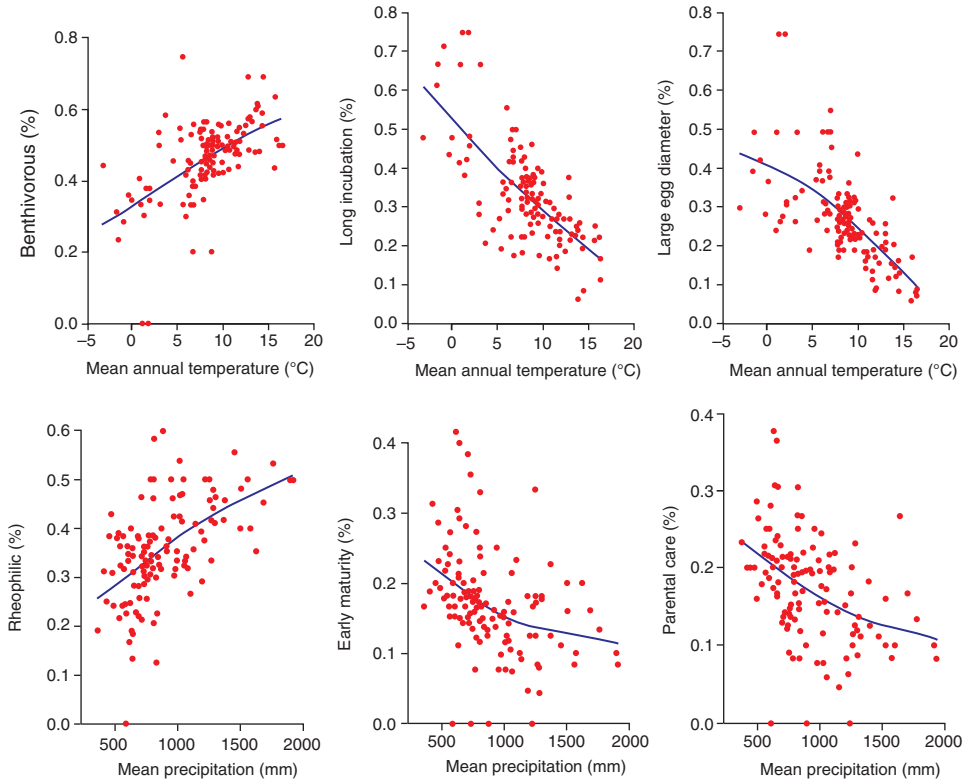 0.8
0.6
0.4
0.2
0.0
Benthivorous (%)
–5 0 5 10 15 20
Mean annual temperature (°C)
0.8
0.7
0.6
0.5
0.4
0.3
0.2
0.1
0.0
Long incubation (%)
–5 0 5 10 15 20
Mean annual temperature (°C)
0.8
0.7
0.6
0.5
0.4
0.3
0.2
0.1
0.0
Large egg diameter (%)
–5 0 5 10 15 20
Mean annual temperature (°C)
0.6
0.5
0.4
0.3
0.2
0.1
0.0
Rheophilic (%)
500 1000 1500 2000
Mean precipitation (mm)
0.4
0.3
0.2
0.1
0.0
Early maturity (%)
500 1000 1500 2000
Mean precipitation (mm)
0.4
0.3
0.2
0.1
0.0
Parental care (%)
500 1000 1500 2000
Mean precipitation (mm)